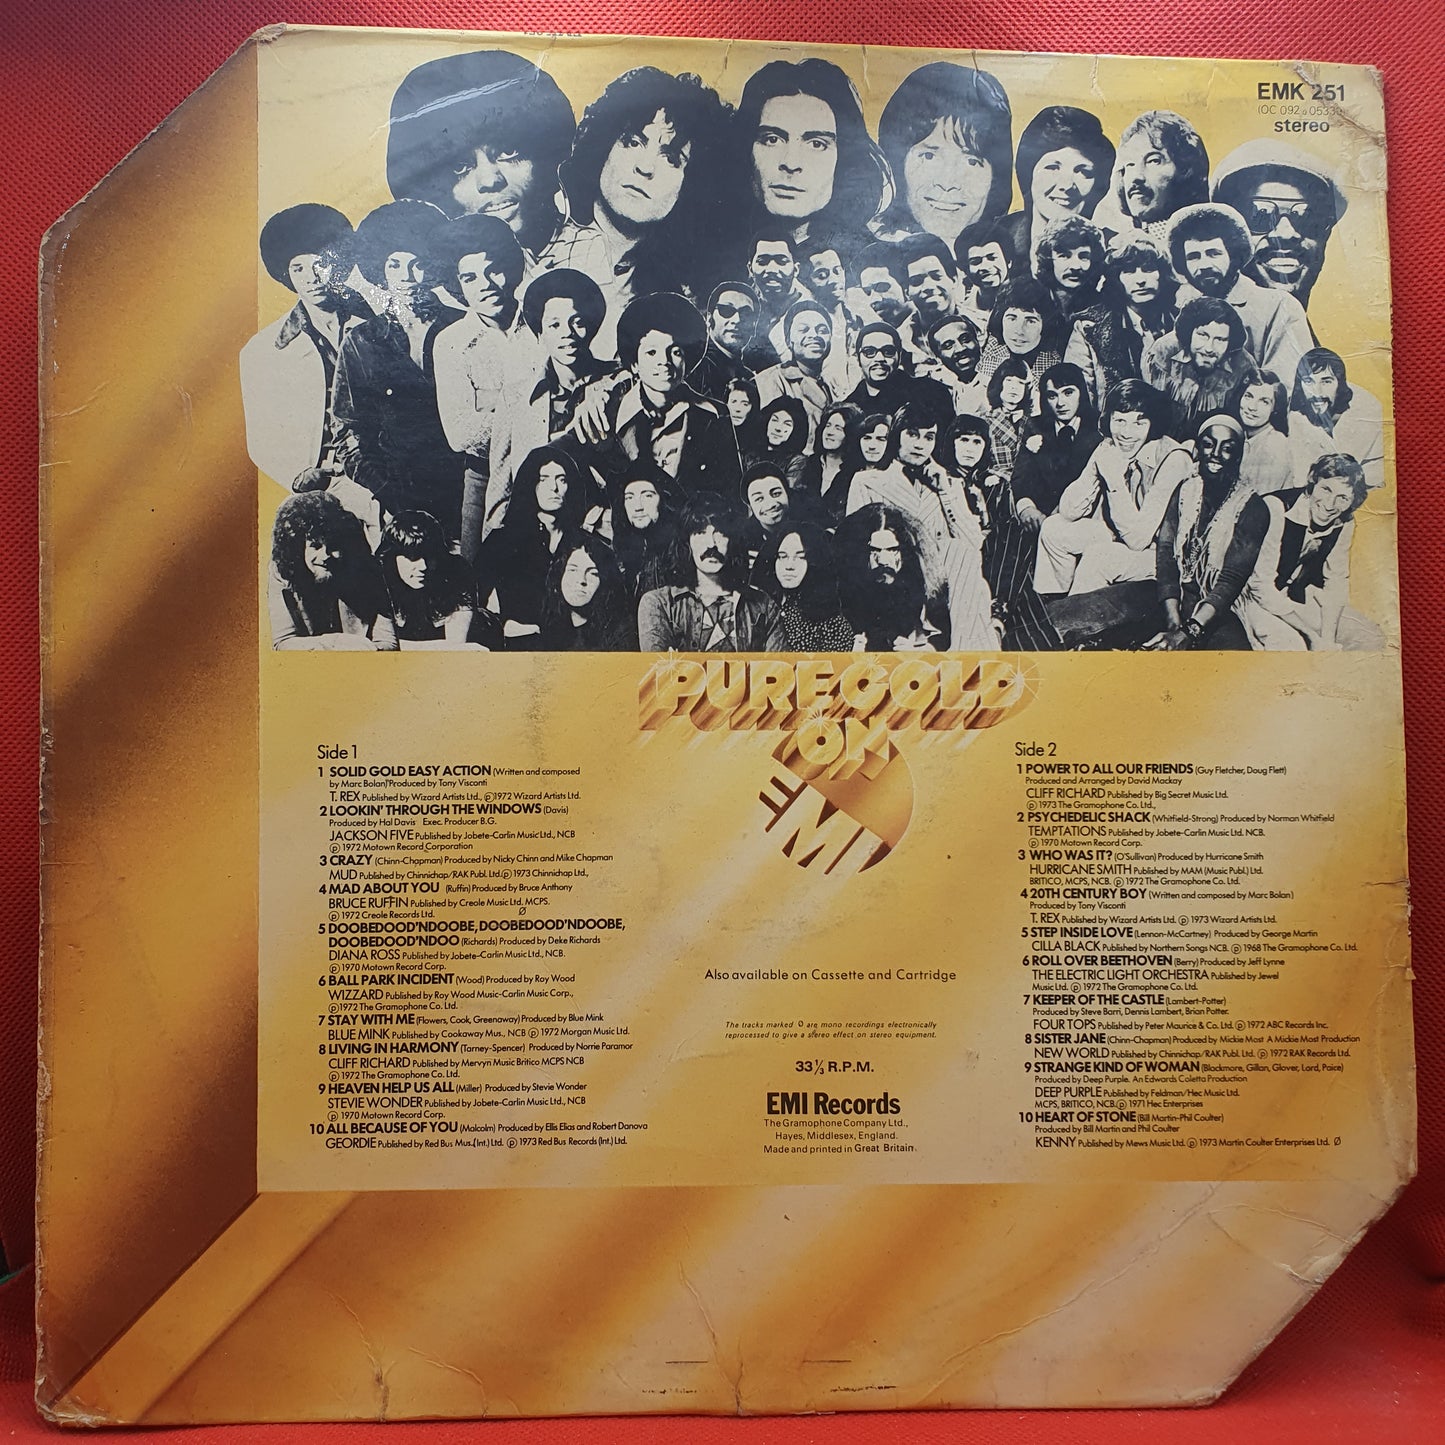 EMK 251
stereo
PURE GOLD
ON
EMI
Side 1
1 SOLID GOLD EASY ACTION (Written and composed
by Marc Bolan) Produced by Tony Visconti
T. REX Published by Wizard Artists Ltd., ℗1972 Wizard Artists Ltd.
2 LOOKIN' THROUGH THE WINDOWS (Davis)
Produced by Hal Davis Exec. Producer B.G.
JACKSON FIVE Published by Jobete-Carlin Music Ltd., NCB
℗ 1972 Motown Record Corporation
3 CRAZY (Chinn-Chapman) Produced by Nicky Chinn and Mike Chapman
MUD Published by Chinnichap/RAK Publ. Ltd. ℗ 1973 Chinnichap Ltd.,
4 MAD ABOUT YOU (Ruffin) Produced by Bruce Anthony
BRUCE RUFFIN Published by Creole Music Ltd. MCPS.
℗ 1972 Creole Records Ltd. Ø
5 DOOBEDOOD'NDOOBE, DOOBEDOOD'NDOOBE,
DOOBEDOOD'NDOO (Richards) Produced by Deke Richards
DIANA ROSS Published by Jobete-Carlin Music Ltd., NCB.
℗ 1970 Motown Record Corp.
6 BALL PARK INCIDENT (Wood) Produced by Roy Wood
WIZZARD Published by Roy Wood Music-Carlin Music Corp.,
℗ 1972 The Gramophone Co. Ltd.
7 STAY WITH ME (Flowers, Cook, Greenaway) Produced by Blue Mink
BLUE MINK Published by Cookaway Mus., NCB ℗ 1972 Morgan Music Ltd.
8 LIVING IN HARMONY (Tarney-Spencer) Produced by Norrie Paramor
CLIFF RICHARD Published by Mervyn Music Britico MCPS NCB
℗ 1972 The Gramophone Co. Ltd.
9 HEAVEN HELP US ALL (Miller) Produced by Stevie Wonder
STEVIE WONDER Published by Jobete-Carlin Music Ltd., NCB
℗ 1970 Motown Record Corp.
10 ALL BECAUSE OF YOU (Malcolm) Produced by Ellis Elias and Robert Danova
GEORDIE Published by Red Bus Mus. (Int.) Ltd. ℗ 1973 Red Bus Records (Int.) Ltd.
Also available on Cassette and Cartridge
The tracks marked Ø are mono recordings electronically
reprocessed to give a stereo effect on stereo equipment.
33⅓ R.P.M.
EMI Records
The Gramophone Company Ltd.,
Hayes, Middlesex, England.
Made and printed in Great Britain.
Side 2
1 POWER TO ALL OUR FRIENDS (Guy Fletcher, Doug Flett)
Produced and Arranged by David Mackay
CLIFF RICHARD Published by Big Secret Music Ltd.
℗ 1973 The Gramophone Co. Ltd.,
2 PSYCHEDELIC SHACK (Whitfield-Strong) Produced by Norman Whitfield
TEMPTATIONS Published by Jobete-Carlin Music Ltd. NCB.
℗ 1970 Motown Record Corp.
3 WHO WAS IT? (O'Sullivan) Produced by Hurricane Smith
HURRICANE SMITH Published by MAM (Music Publ.) Ltd.
BRITICO, MCPS, NCB. ℗ 1972 The Gramophone Co. Ltd.
4 20TH CENTURY BOY (Written and composed by Marc Bolan)
Produced by Tony Visconti
T. REX Published by Wizard Artists Ltd. ℗ 1973 Wizard Artists Ltd.
5 STEP INSIDE LOVE (Lennon-McCartney) Produced by George Martin
CILLA BLACK Published by Northern Songs NCB. ℗ 1968 The Gramophone Co. Ltd.
6 ROLL OVER BEETHOVEN (Berry) Produced by Jeff Lynne
THE ELECTRIC LIGHT ORCHESTRA Published by Jewel
Music Ltd. ℗ 1972 The Gramophone Co. Ltd.
7 KEEPER OF THE CASTLE (Lambert-Potter)
Produced by Steve Barri, Dennis Lambert, Brian Potter.
FOUR TOPS Published by Peter Maurice & Co. Ltd. ℗ 1972 ABC Records Inc.
8 SISTER JANE (Chinn-Chapman) Produced by Mickie Most A Mickie Most Production
NEW WORLD Published by Chinnichap/RAK Publ. Ltd. ℗ 1972 RAK Records Ltd.
9 STRANGE KIND OF WOMAN (Blackmore, Gillan, Glover, Lord, Paice)
Produced by Deep Purple. An Edwards Coletta Production
DEEP PURPLE Published by Feldman/Hec Music Ltd.
MCPS, BRITICO, NCB. ℗ 1971 Hec Enterprises
10 HEART OF STONE (Bill Martin-Phil Coulter)
Produced by Bill Martin and Phil Coulter
KENNY Published by Mews Music Ltd. ℗ 1973 Martin Coulter Enterprises Ltd. Ø